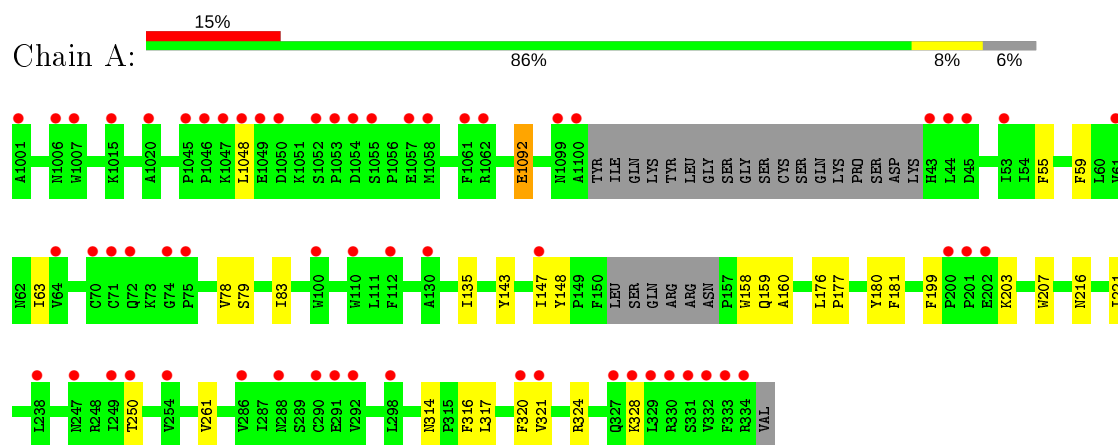 15%
Chain A:
86% 8% 6%
A1001 N1006 W1007 K1015 A1020 P1045 P1046 K1047 L1048 E1049 D1050 K1051 S1052 P1053 D1054 S1055 P1056 E1057 M1058 F1061 R1062 E1092 N1099 A1100 TYR ILE GLN LYS TYR LEU GLY SER GLY SER CYS SER GLN LYS PRO SER ASP LYS H43 L44 D45 I53 I54 F55 F59 L60 V61
N62 I63 V64 C70 C71 Q72 K73 G74 P75 V78 S79 I83 W100 W110 L111 F112 A130 I135 Y143 I147 Y148 P149 F150 LEU SER GLN ARG ARG ASN P157 W158 Q159 A160 L176 P177 Y180 F181 F199 P200 P201 E202 K203 W207 N216
L238 N247 R248 I249 T250 V254 V261 V286 I287 N288 S289 C290 E291 V292 L298 N314 P315 F316 L317 F320 V321 R324 Q327 K328 L329 R330 S331 V332 F333 R334 VAL